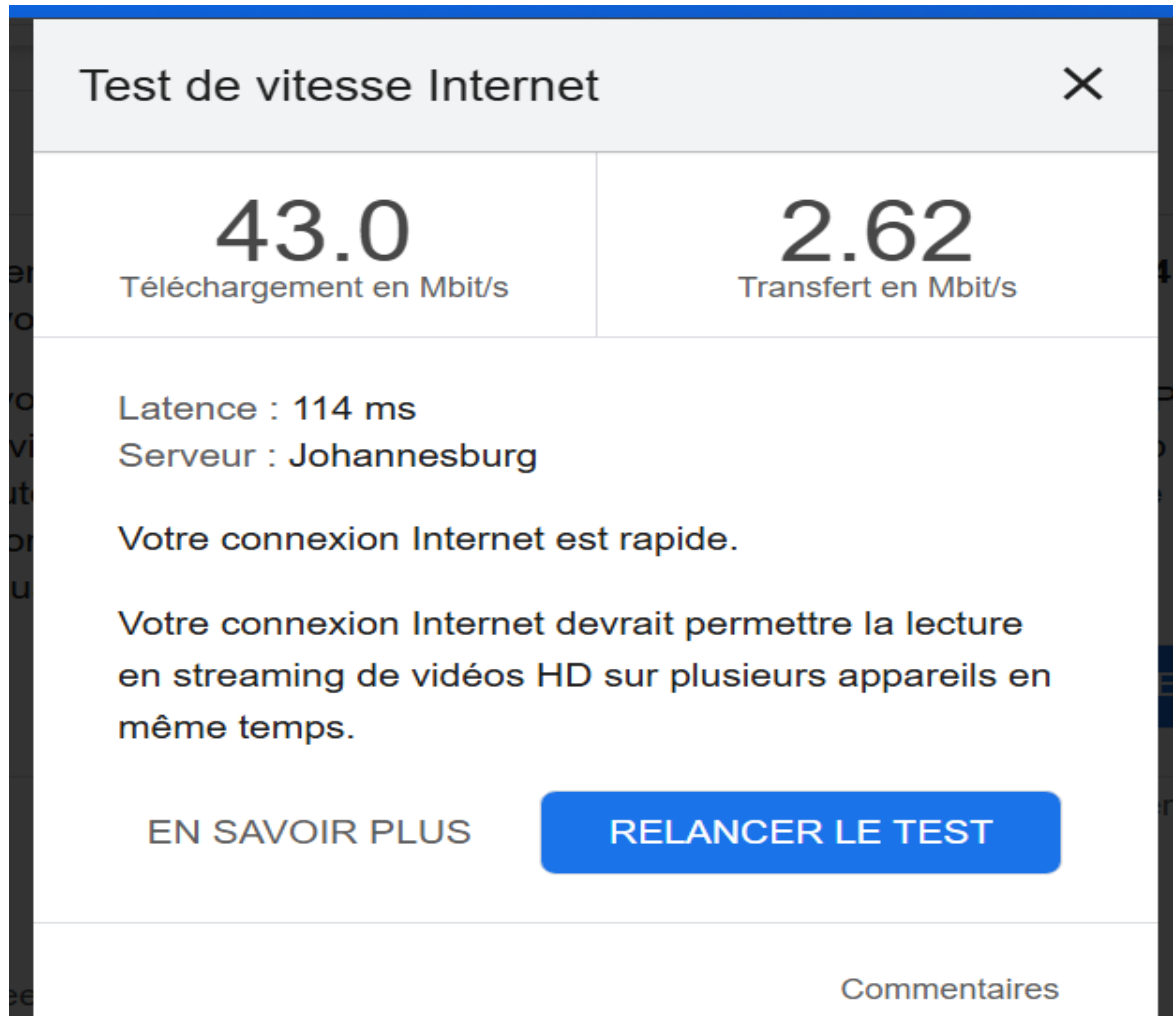 Test de vitesse Internet
43.0
2.62
Téléchargement en Mbit/s
Transfert en Mbit/s
Latence : 114 ms
Serveur : Johannesburg
Votre connexion Internet est rapide.
Votre connexion Internet devrait permettre la lecture
en streaming de vidéos HD sur plusieurs appareils en
même temps.
EN SAVOIR PLUS
RELANCER LE TEST
Commentaires